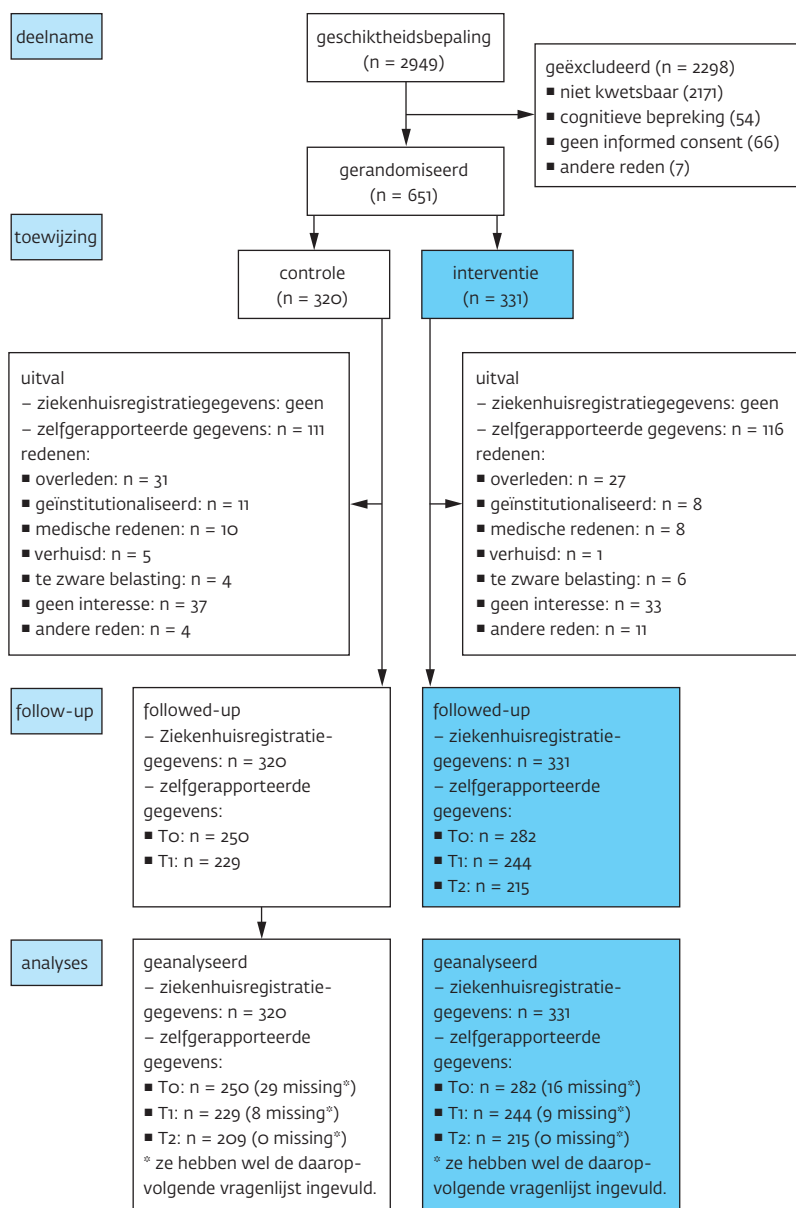 deelname
geschiktheidsbepaling
(n = 2949)
geëxcludeerd (n = 2298)
■ niet kwetsbaar (2171)
■ cognitieve bepreking (54)
■ geen informed consent (66)
■ andere reden (7)
gerandomiseerd
(n = 651)
toewijzing
controle
(n = 320)
interventie
(n = 331)
uitval
– ziekenhuisregistratiegegevens: geen
– zelfgerapporteerde gegevens: n = 111
redenen:
■ overleden: n = 31
■ geïnstitutionaliseerd: n = 11
■ medische redenen: n = 10
■ verhuisd: n = 5
■ te zware belasting: n = 4
■ geen interesse: n = 37
■ andere reden: n = 4
uitval
– ziekenhuisregistratiegegevens: geen
– zelfgerapporteerde gegevens: n = 116
redenen:
■ overleden: n = 27
■ geïnstitutionaliseerd: n = 8
■ medische redenen: n = 8
■ verhuisd: n = 1
■ te zware belasting: n = 6
■ geen interesse: n = 33
■ andere reden: n = 11
follow-up
followed-up
– Ziekenhuisregistratie-
gegevens: n = 320
– zelfgerapporteerde
gegevens:
■ T0: n = 250
■ T1: n = 229
followed-up
– ziekenhuisregistratie-
gegevens: n = 331
– zelfgerapporteerde
gegevens:
■ T0: n = 282
■ T1: n = 244
■ T2: n = 215
analyses
geanalyseerd
– ziekenhuisregistratie-
gegevens: n = 320
– zelfgerapporteerde
gegevens:
■ T0: n = 250 (29 missing*)
■ T1: n = 229 (8 missing*)
■ T2: n = 209 (0 missing*)
* ze hebben wel de daarop-
volgende vragenlijst ingevuld.
geanalyseerd
– ziekenhuisregistratie-
gegevens: n = 331
– zelfgerapporteerde
gegevens:
■ T0: n = 282 (16 missing*)
■ T1: n = 244 (9 missing*)
■ T2: n = 215 (0 missing*)
* ze hebben wel de daarop-
volgende vragenlijst ingevuld.